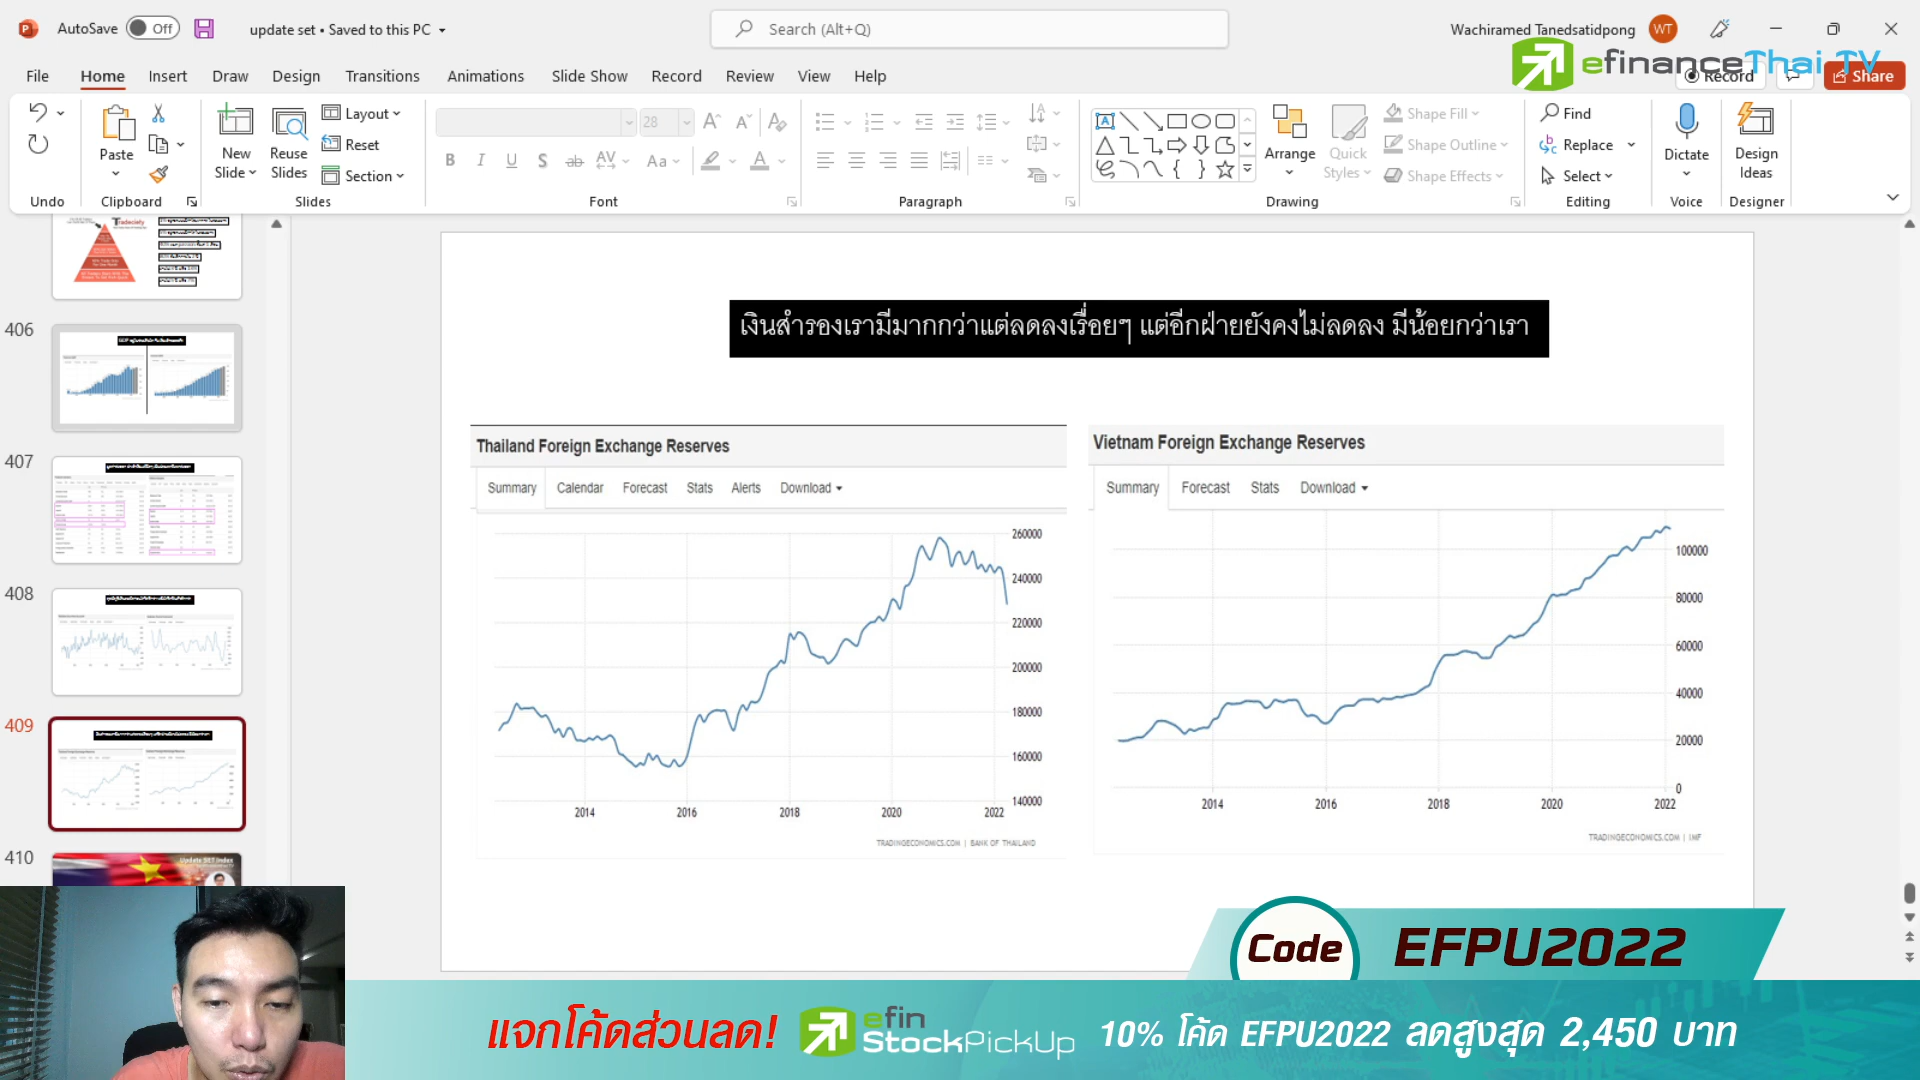 AutoSave Off update set • Saved to this PC Search (Alt+Q) Wachiramed Tanedsatidpong WT
efinanceThai TV
File Home Insert Draw Design Transitions Animations Slide Show Record Review View Help Record Share
Undo
Paste
Clipboard
New Slide
Reuse Slides
Layout
Reset
Section
Slides
28
B I U S ab AV Aa A
Font
Paragraph
Arrange
Quick Styles
Shape Fill
Shape Outline
Shape Effects
Drawing
Find
Replace
Select
Editing
Dictate
Voice
Design Ideas
Designer
Tradeciety
406
407
408
409
410
Update SET Index
เงินสำรองเรามีมากกว่าแต่ลดลงเรื่อยๆ แต่อีกฝ่ายยังคงไม่ลดลง มีน้อยกว่าเรา
Thailand Foreign Exchange Reserves
Summary Calendar Forecast Stats Alerts Download
260000
240000
220000
200000
180000
160000
140000
2014 2016 2018 2020 2022
TRADINGECONOMICS.COM | BANK OF THAILAND
Vietnam Foreign Exchange Reserves
Summary Forecast Stats Download
100000
80000
60000
40000
20000
0
2014 2016 2018 2020 2022
TRADINGECONOMICS.COM | IMF
Code EFPU2022
แจกโค้ดส่วนลด! efin StockPickUp 10% โค้ด EFPU2022 ลดสูงสุด 2,450 บาท